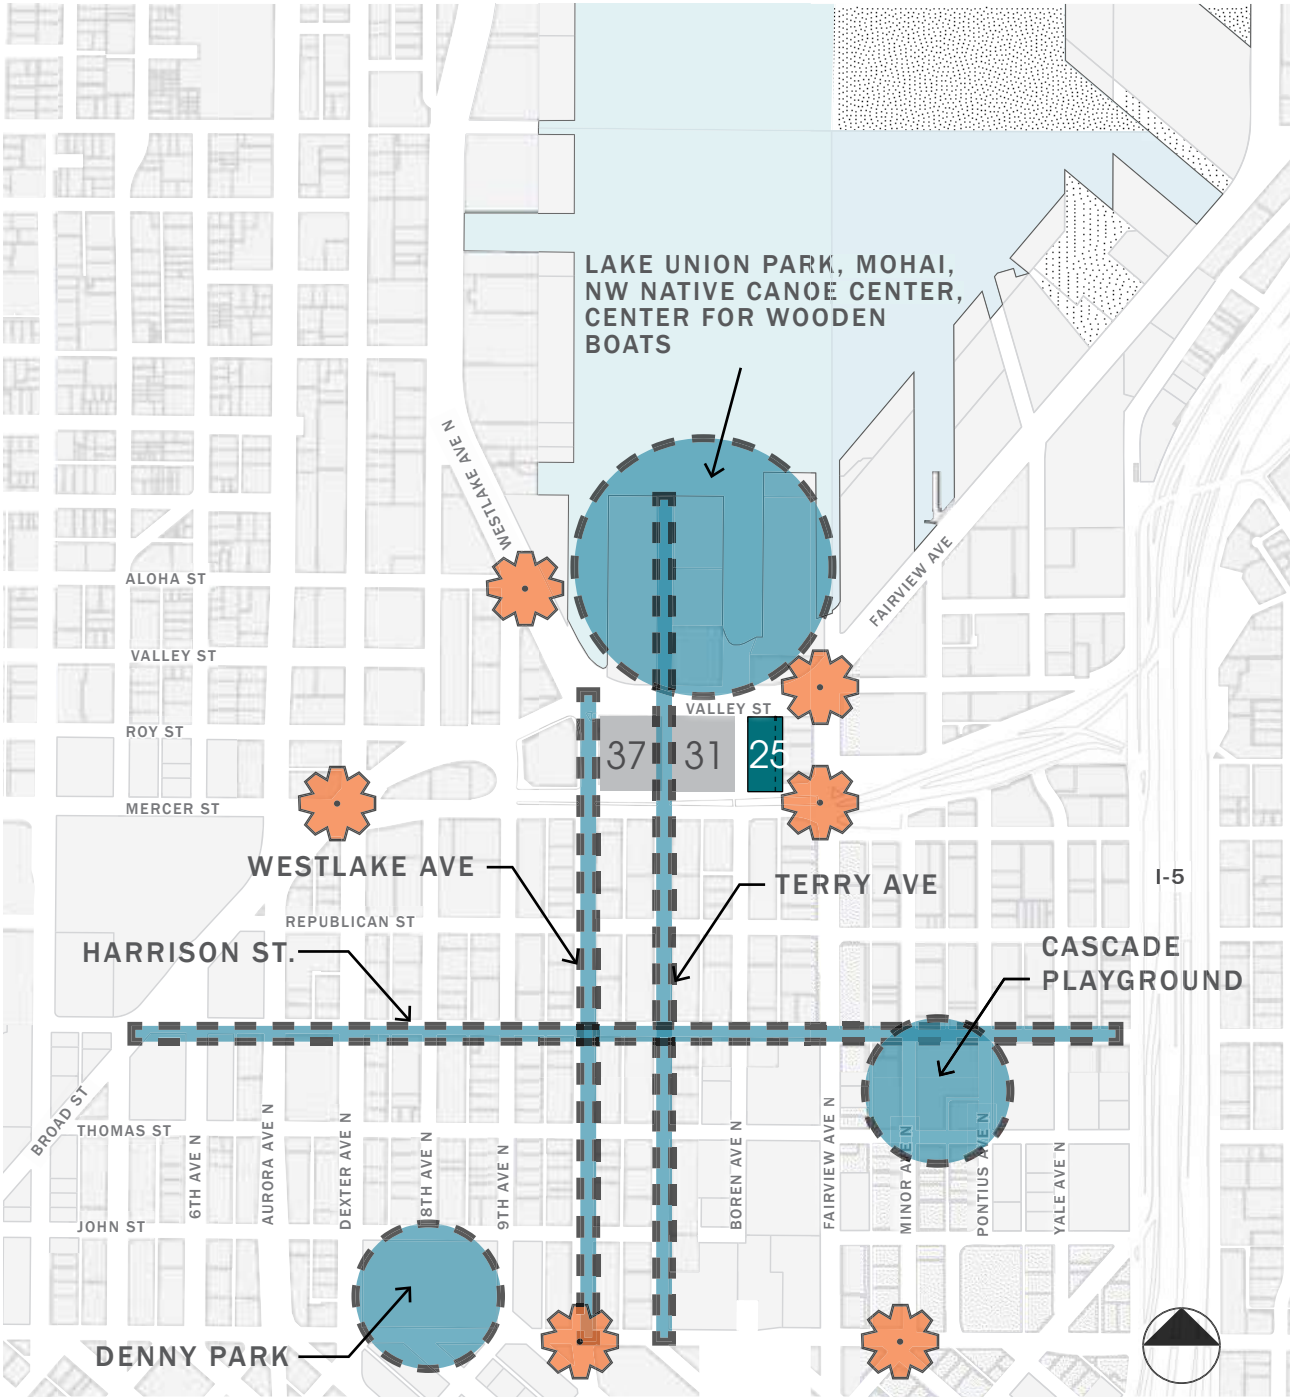 LAKE UNION PARK, MOHAI,
NW NATIVE CANOE CENTER,
CENTER FOR WOODEN
BOATS
WESTLAKE AVE N
FAIRVIEW AVE
ALOHA ST
VALLEY ST
VALLEY ST
ROY ST
37
31
25
MERCER ST
WESTLAKE AVE
TERRY AVE
I-5
REPUBLICAN ST
HARRISON ST.
CASCADE
PLAYGROUND
BROAD ST
THOMAS ST
6TH AVE N
AURORA AVE N
DEXTER AVE N
8TH AVE N
9TH AVE N
BOREN AVE N
FAIRVIEW AVE N
MINOR AVE N
PONTIUS AVE N
YALE AVE N
JOHN ST
DENNY PARK